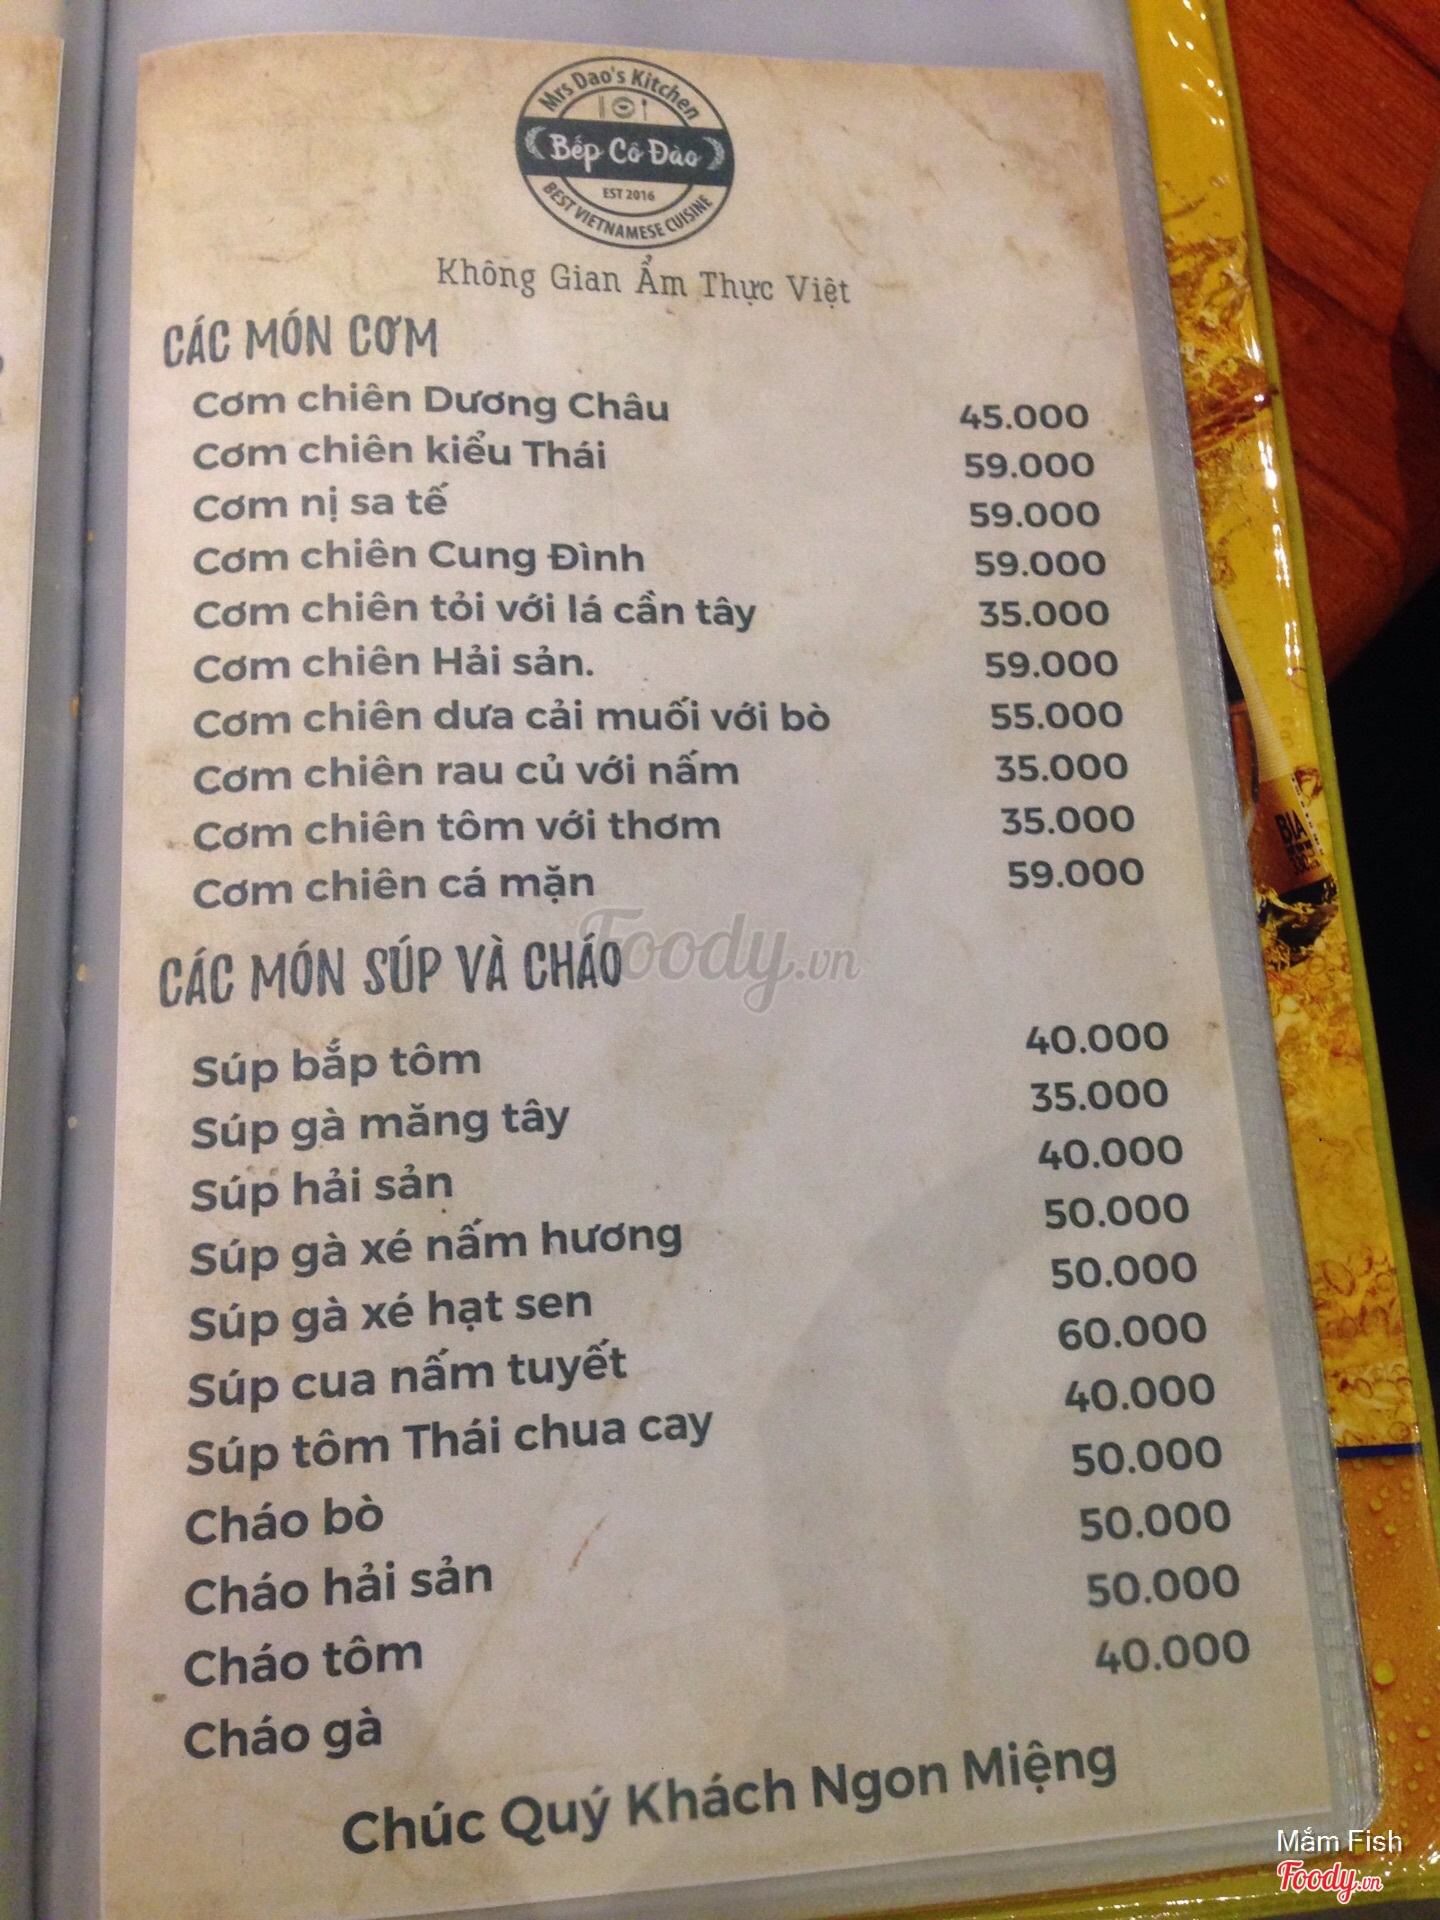 Mrs Dao's Kitchen
Bếp Cô Đào
EST 2016
BEST VIETNAMESE CUISINE
Không Gian Ẩm Thực Việt
CÁC MÓN CƠM
Cơm chiên Dương Châu 45.000
Cơm chiên kiểu Thái 59.000
Cơm nị sa tế 59.000
Cơm chiên Cung Đình 59.000
Cơm chiên tỏi với lá cần tây 35.000
Cơm chiên Hải sản. 59.000
Cơm chiên dưa cải muối với bò 55.000
Cơm chiên rau củ với nấm 35.000
Cơm chiên tôm với thơm 35.000
Cơm chiên cá mặn 59.000
CÁC MÓN SÚP VÀ CHÁO
Foody.vn
Súp bắp tôm 40.000
Súp gà măng tây 35.000
Súp hải sản 40.000
Súp gà xé nấm hương 50.000
Súp gà xé hạt sen 50.000
Súp cua nấm tuyết 60.000
Súp tôm Thái chua cay 40.000
Cháo bò 50.000
Cháo hải sản 50.000
Cháo tôm 50.000
Cháo gà 40.000
Chúc Quý Khách Ngon Miệng
BIA
Mắm Fish
Foody.vn